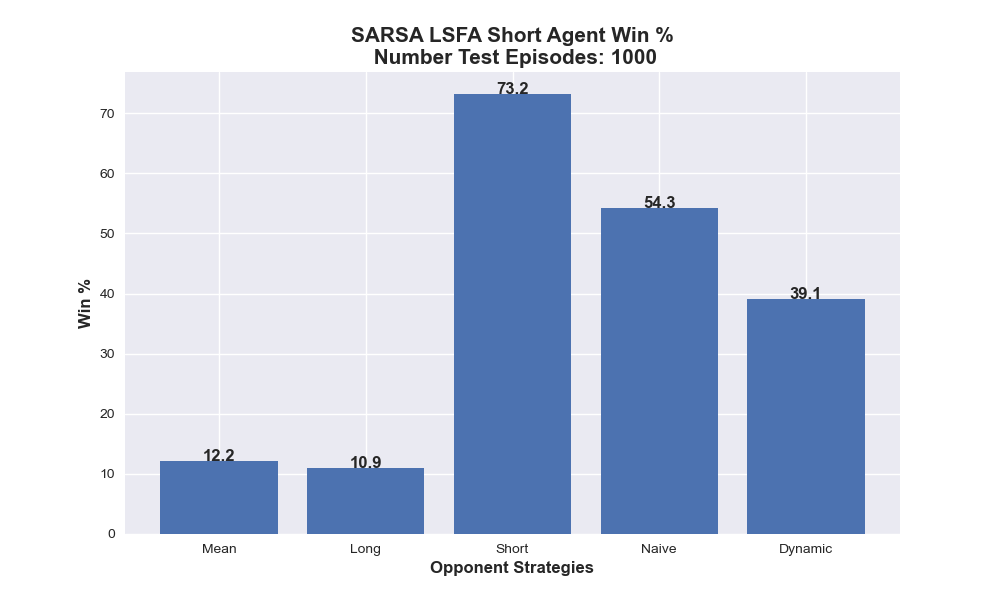 SARSA LSFA Short Agent Win %
Number Test Episodes: 1000
Win %
70
60
50
40
30
20
10
0
12.2
10.9
73.2
54.3
39.1
Mean
Long
Short
Naive
Dynamic
Opponent Strategies